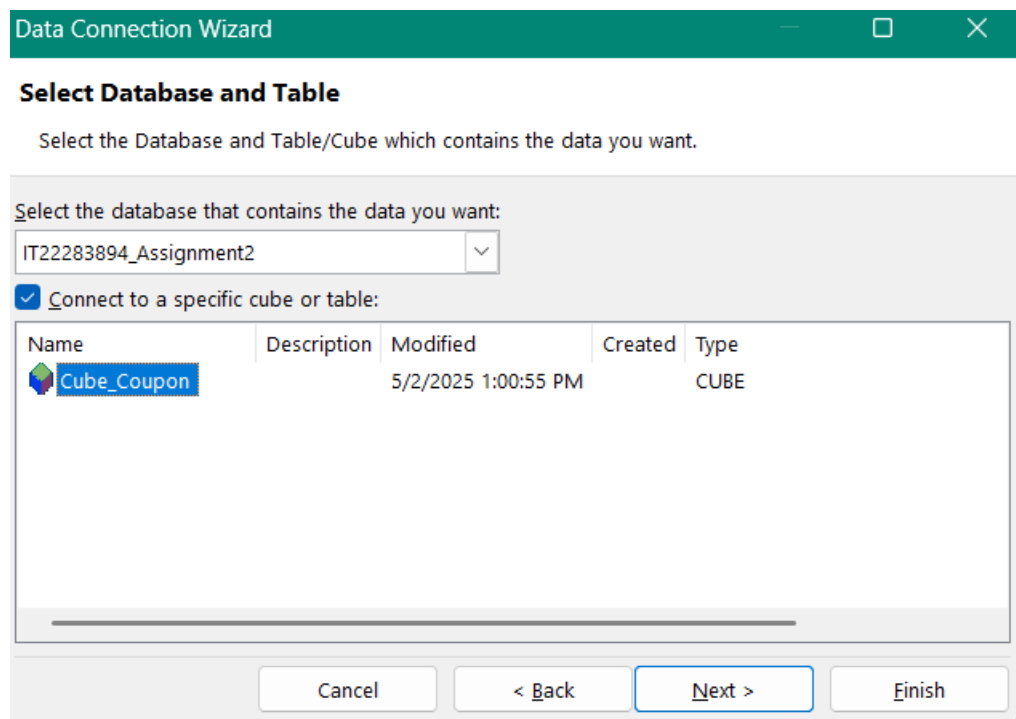 Data Connection Wizard
Select Database and Table
Select the Database and Table/Cube which contains the data you want.
Select the database that contains the data you want:
IT22283894_Assignment2
Connect to a specific cube or table:
Name Description Modified Created Type
Cube_Coupon 5/2/2025 1:00:55 PM CUBE
Cancel < Back Next > Finish